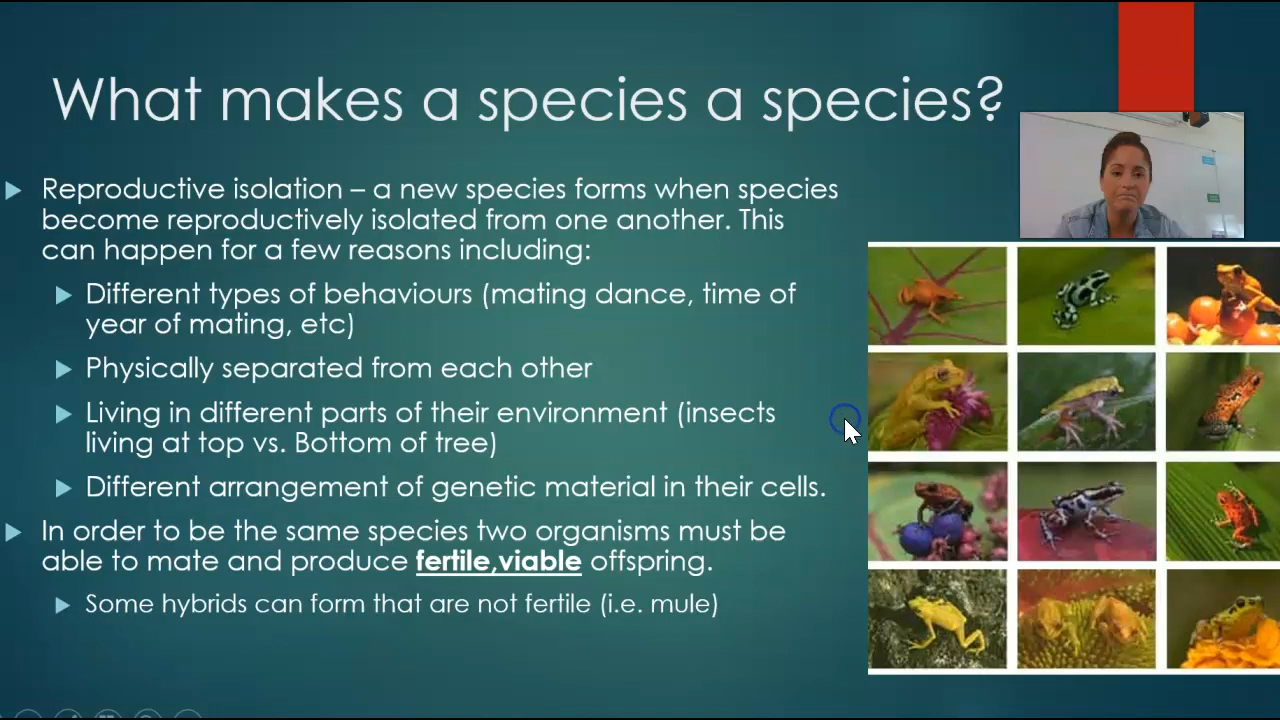 What makes a species a species?
Reproductive isolation – a new species forms when species
become reproductively isolated from one another. This
can happen for a few reasons including:
Different types of behaviours (mating dance, time of
year of mating, etc)
Physically separated from each other
Living in different parts of their environment (insects
living at top vs. Bottom of tree)
Different arrangement of genetic material in their cells.
In order to be the same species two organisms must be
able to mate and produce fertile,viable offspring.
Some hybrids can form that are not fertile (i.e. mule)